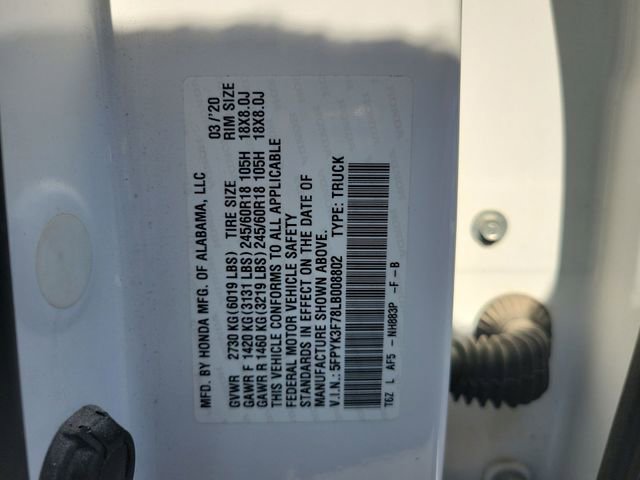 MFD. BY HONDA MFG. OF ALABAMA, LLC 03/'20
GVWR 2730 KG(6019 LBS) TIRE SIZE RIM SIZE
GAWR F 1420 KG(3131 LBS)245/60R18 105H 18X8.0J
GAWR R 1460 KG(3219 LBS)245/60R18 105H 18X8.0J
THIS VEHICLE CONFORMS TO ALL APPLICABLE
FEDERAL MOTOR VEHICLE SAFETY
STANDARDS IN EFFECT ON THE DATE OF
MANUFACTURE SHOWN ABOVE.
V.I.N.: 5FPYK3F78LB008802 TYPE: TRUCK
T6Z L AF5 - NH883P -F -B